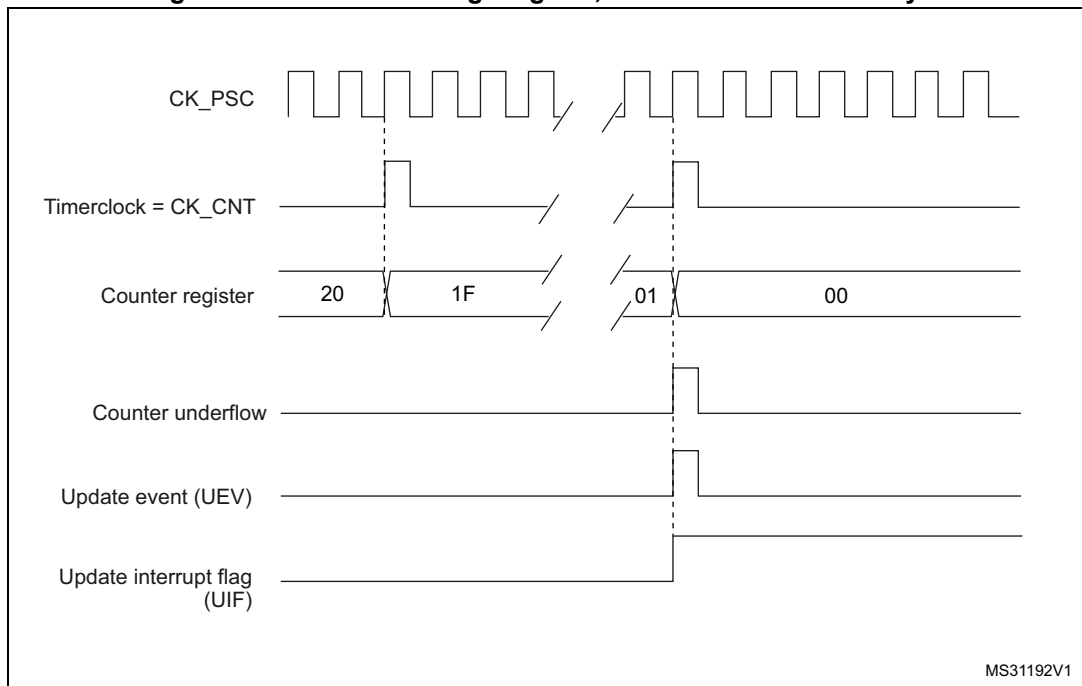 CK_PSC
Timerclock = CK_CNT
Counter register
20
1F
01
00
Counter underflow
Update event (UEV)
Update interrupt flag
(UIF)
MS31192V1